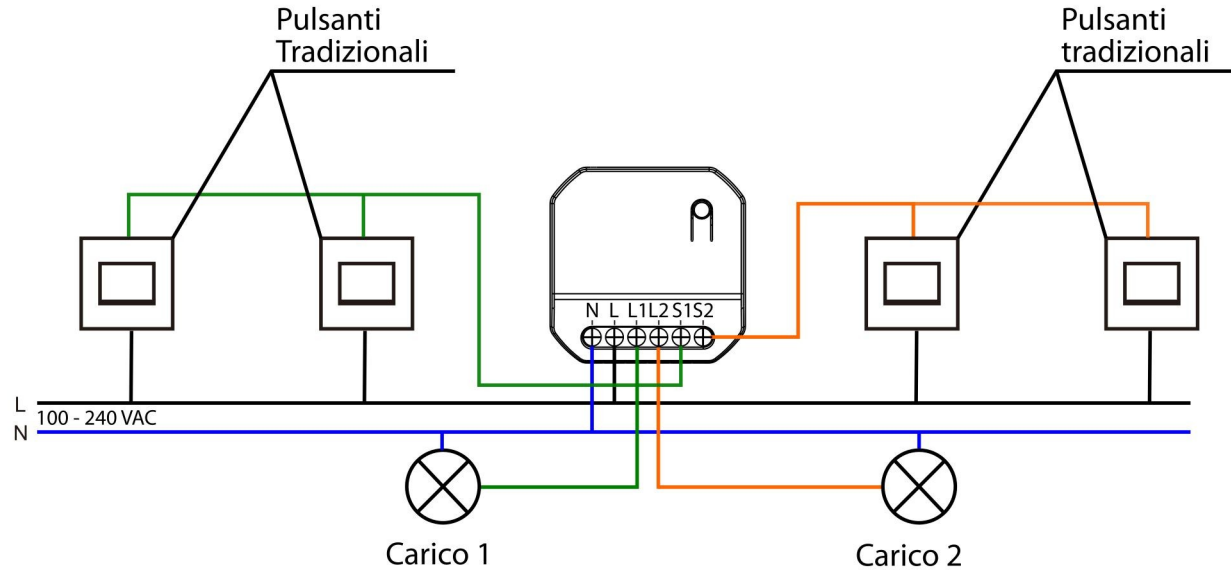 Pulsanti
Tradizionali
Pulsanti
tradizionali
N L L1 L2 S1 S2
L
100 - 240 VAC
N
Carico 1
Carico 2